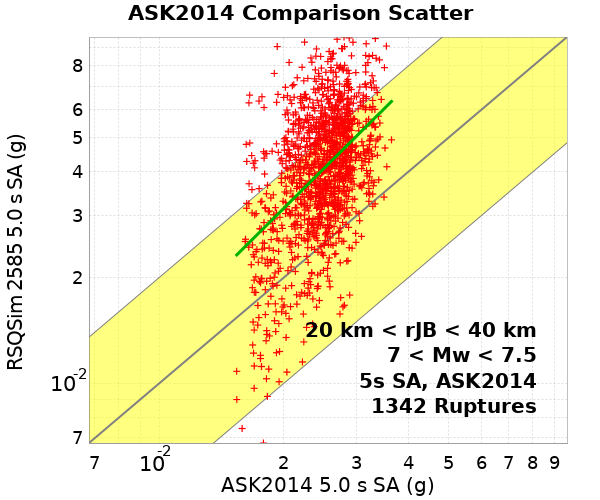 ASK2014 Comparison Scatter
RSQSim 2585 5.0 s SA (g)
8
6
5
4
3
2
10-2
7
20 km < rJB < 40 km
7 < Mw < 7.5
5s SA, ASK2014
1342 Ruptures
7 10-2 2 3 4 5 6 7 8 9
ASK2014 5.0 s SA (g)